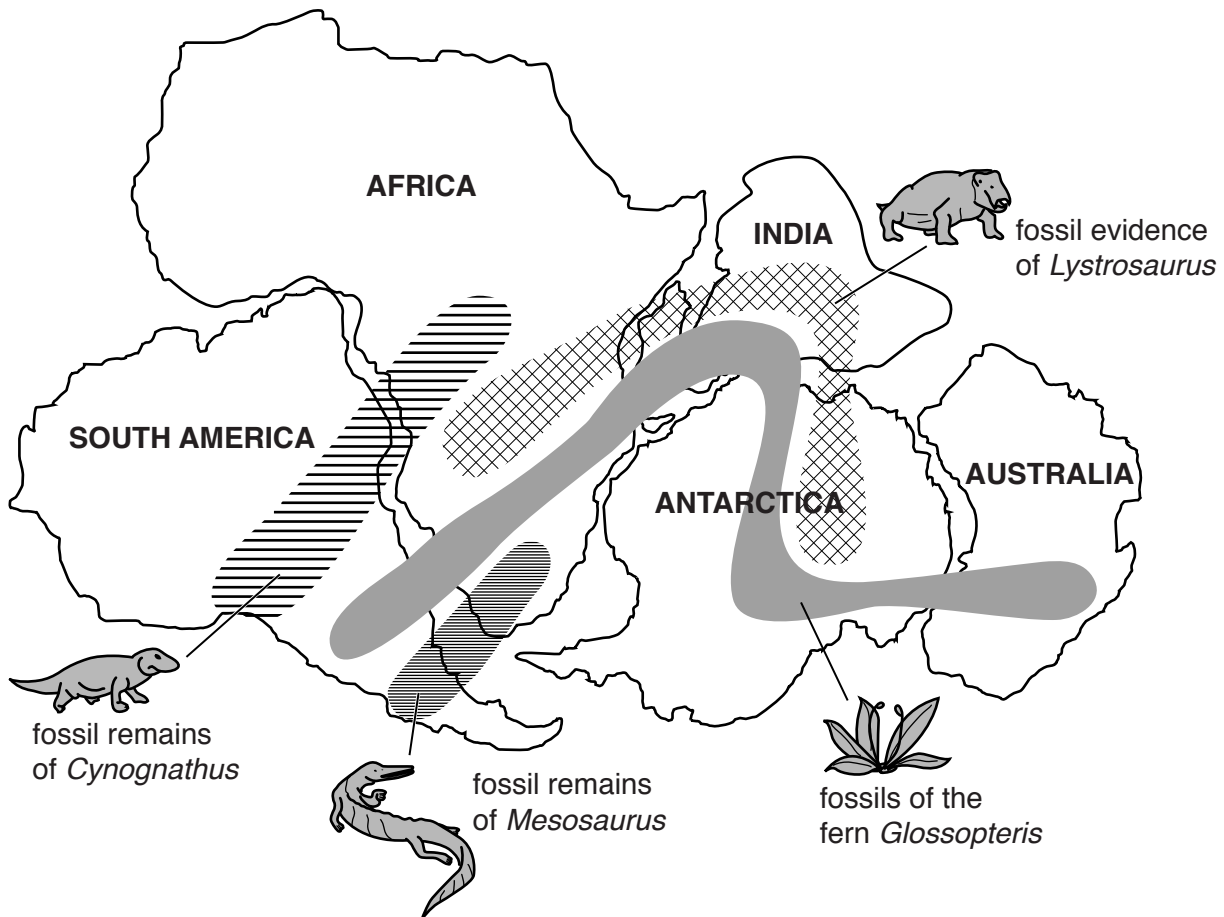 AFRICA
INDIA
fossil evidence
of Lystrosaurus
SOUTH AMERICA
ANTARCTICA
AUSTRALIA
fossil remains
of Cynognathus
fossil remains
of Mesosaurus
fossils of the
fern Glossopteris